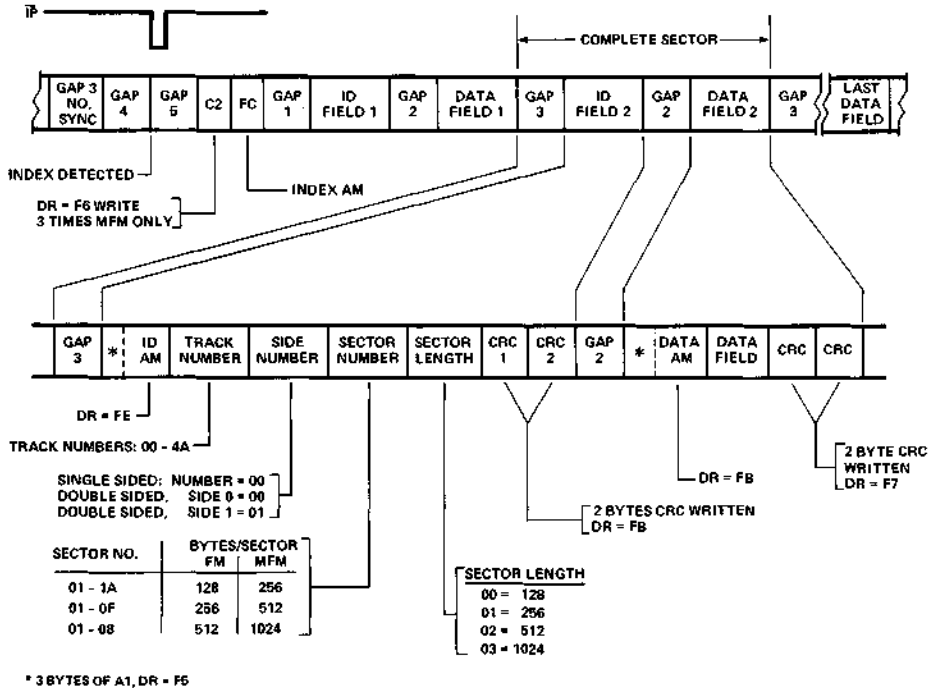 IP
COMPLETE SECTOR
GAP 3 NO. SYNC
GAP 4
GAP 5
C2
FC
GAP 1
ID FIELD 1
GAP 2
DATA FIELD 1
GAP 3
ID FIELD 2
GAP 2
DATA FIELD 2
GAP 3
LAST DATA FIELD
INDEX DETECTED
INDEX AM
DR = F6 WRITE
3 TIMES MFM ONLY
GAP 3
*
ID AM
TRACK NUMBER
SIDE NUMBER
SECTOR NUMBER
SECTOR LENGTH
CRC 1
CRC 2
GAP 2
*
DATA AM
DATA FIELD
CRC
CRC
DR = FE
TRACK NUMBERS: 00 - 4A
SINGLE SIDED: NUMBER = 00
DOUBLE SIDED, SIDE 0 = 00
DOUBLE SIDED, SIDE 1 = 01
DR = FB
2 BYTE CRC
WRITTEN
DR = F7
2 BYTES CRC WRITTEN
DR = FB
SECTOR NO. BYTES/SECTOR
FM MFM
01 - 1A 128 256
01 - 0F 256 512
01 - 08 512 1024
SECTOR LENGTH
00 = 128
01 = 256
02 = 512
03 = 1024
* 3 BYTES OF A1, DR = F5